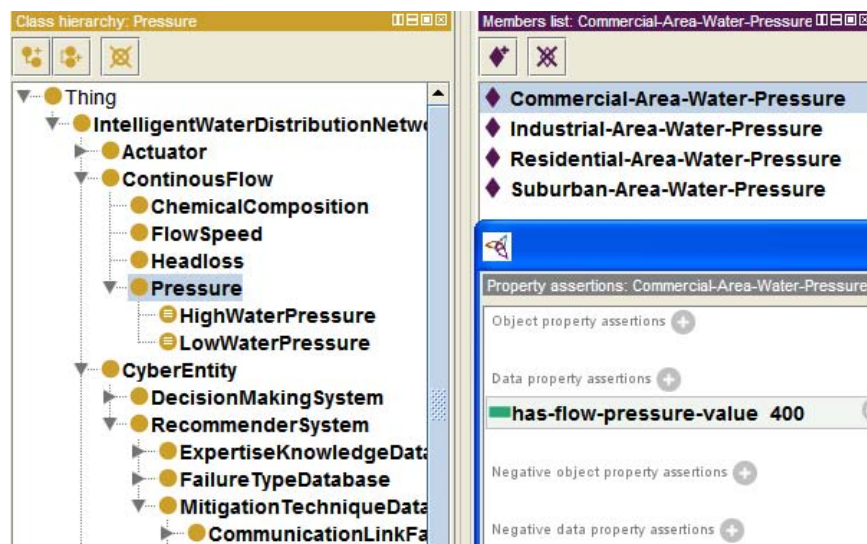 Class hierarchy: Pressure
Thing
IntelligentWaterDistributionNetwo
Actuator
ContinousFlow
ChemicalComposition
FlowSpeed
Headloss
Pressure
HighWaterPressure
LowWaterPressure
CyberEntity
DecisionMakingSystem
RecommenderSystem
ExpertiseKnowledgeData
FailureTypeDatabase
MitigationTechniqueData
CommunicationLinkFa
Members list: Commercial-Area-Water-Pressure
Commercial-Area-Water-Pressure
Industrial-Area-Water-Pressure
Residential-Area-Water-Pressure
Suburban-Area-Water-Pressure
Property assertions: Commercial-Area-Water-Pressure
Object property assertions
Data property assertions
has-flow-pressure-value 400
Negative object property assertions
Negative data property assertions